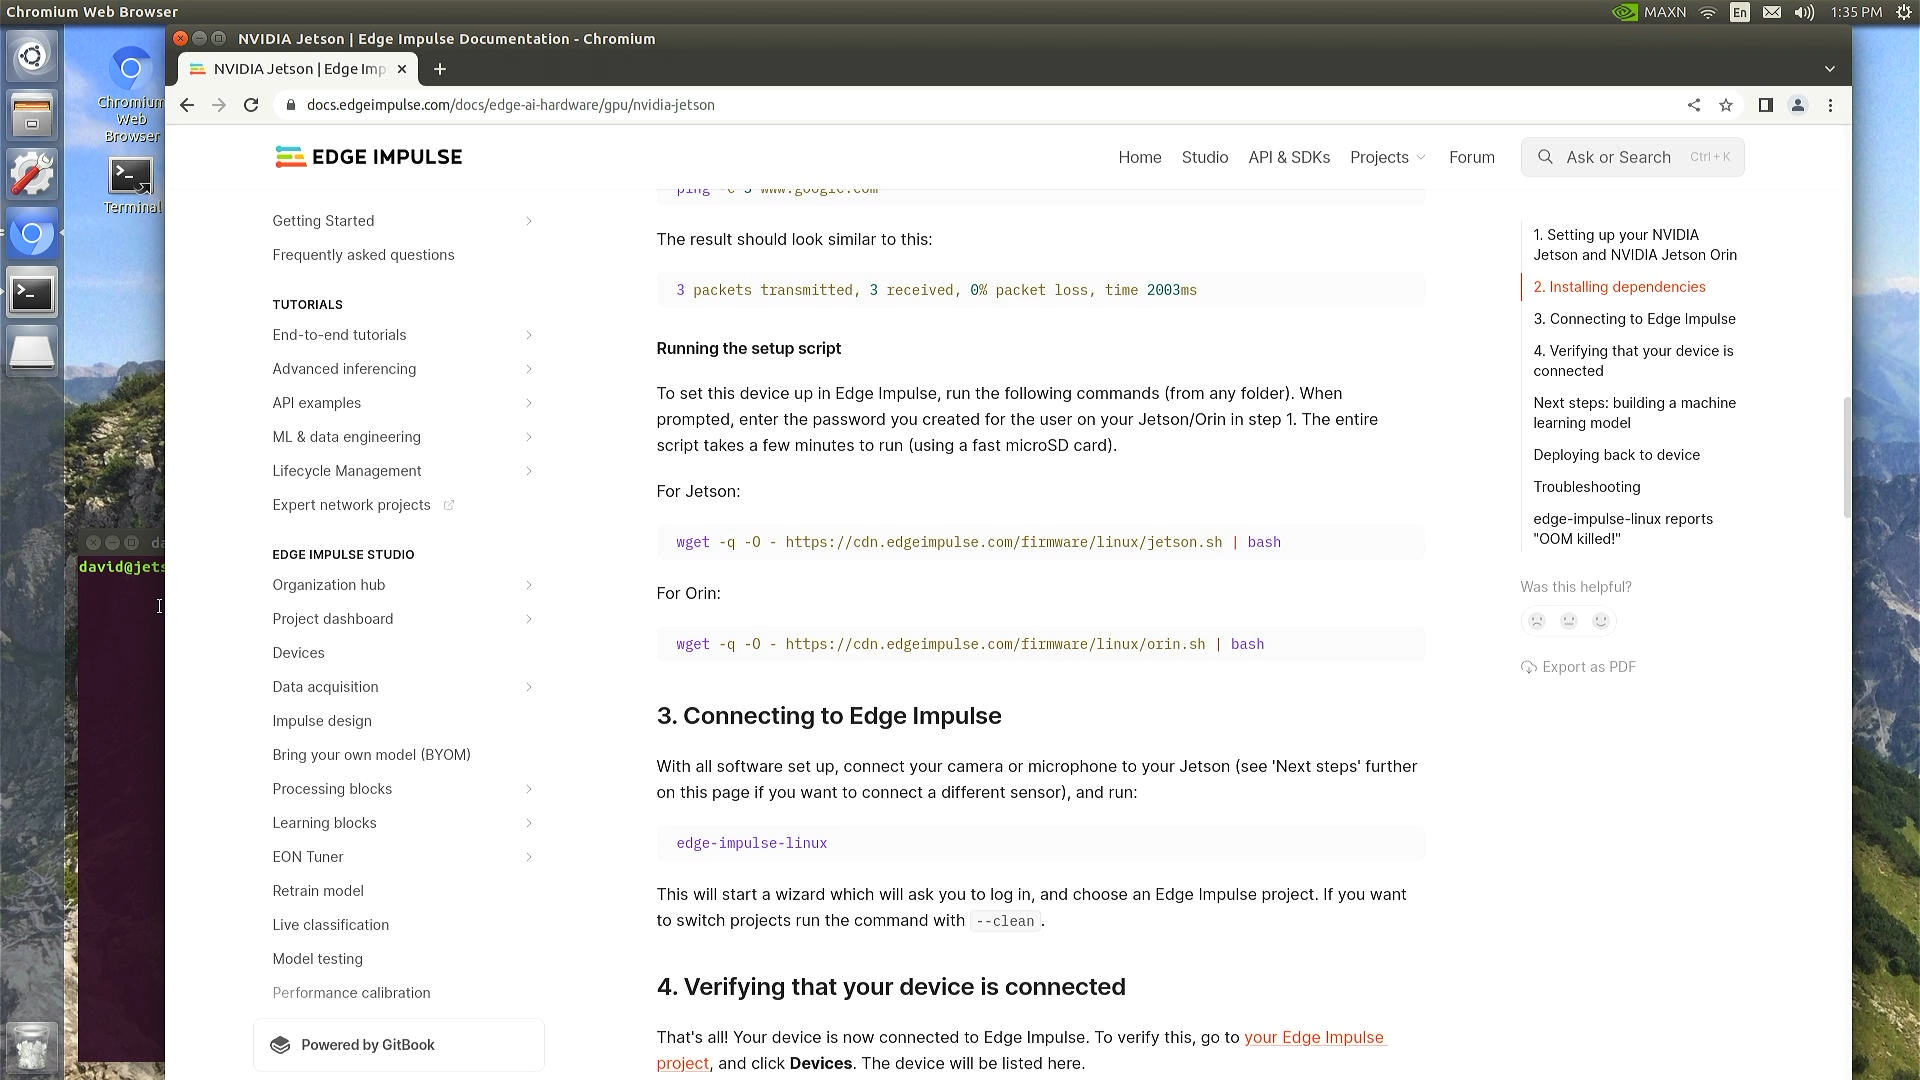 Chromium Web Browser
MAXN
En
1:35 PM
NVIDIA Jetson | Edge Impulse Documentation - Chromium
NVIDIA Jetson | Edge Imp
docs.edgeimpulse.com/docs/edge-ai-hardware/gpu/nvidia-jetson
Chromium
Web
Browser
Terminal
david@jets
EDGE IMPULSE
Home
Studio
API & SDKs
Projects
Forum
Ask or Search
Ctrl + K
Getting Started
Frequently asked questions
TUTORIALS
End-to-end tutorials
Advanced inferencing
API examples
ML & data engineering
Lifecycle Management
Expert network projects
EDGE IMPULSE STUDIO
Organization hub
Project dashboard
Devices
Data acquisition
Impulse design
Bring your own model (BYOM)
Processing blocks
Learning blocks
EON Tuner
Retrain model
Live classification
Model testing
Performance calibration
Powered by GitBook
ping -c 3 www.google.com
The result should look similar to this:
3 packets transmitted, 3 received, 0% packet loss, time 2003ms
Running the setup script
To set this device up in Edge Impulse, run the following commands (from any folder). When
prompted, enter the password you created for the user on your Jetson/Orin in step 1. The entire
script takes a few minutes to run (using a fast microSD card).
For Jetson:
wget -q -O - https://cdn.edgeimpulse.com/firmware/linux/jetson.sh | bash
For Orin:
wget -q -O - https://cdn.edgeimpulse.com/firmware/linux/orin.sh | bash
3. Connecting to Edge Impulse
With all software set up, connect your camera or microphone to your Jetson (see 'Next steps' further
on this page if you want to connect a different sensor), and run:
edge-impulse-linux
This will start a wizard which will ask you to log in, and choose an Edge Impulse project. If you want
to switch projects run the command with --clean.
4. Verifying that your device is connected
That's all! Your device is now connected to Edge Impulse. To verify this, go to your Edge Impulse
project, and click Devices. The device will be listed here.
1. Setting up your NVIDIA
Jetson and NVIDIA Jetson Orin
2. Installing dependencies
3. Connecting to Edge Impulse
4. Verifying that your device is
connected
Next steps: building a machine
learning model
Deploying back to device
Troubleshooting
edge-impulse-linux reports
"OOM killed!"
Was this helpful?
Export as PDF